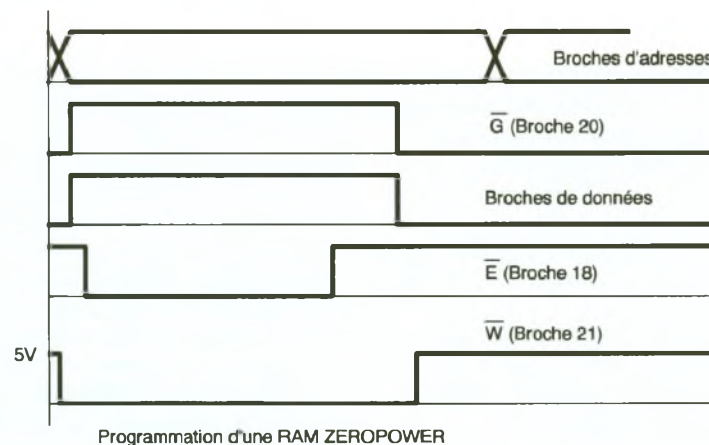 Broches d'adresses
G̅ (Broche 20)
Broches de données
E̅ (Broche 18)
W̅ (Broche 21)
5V
Programmation d'une RAM ZEROPOWER